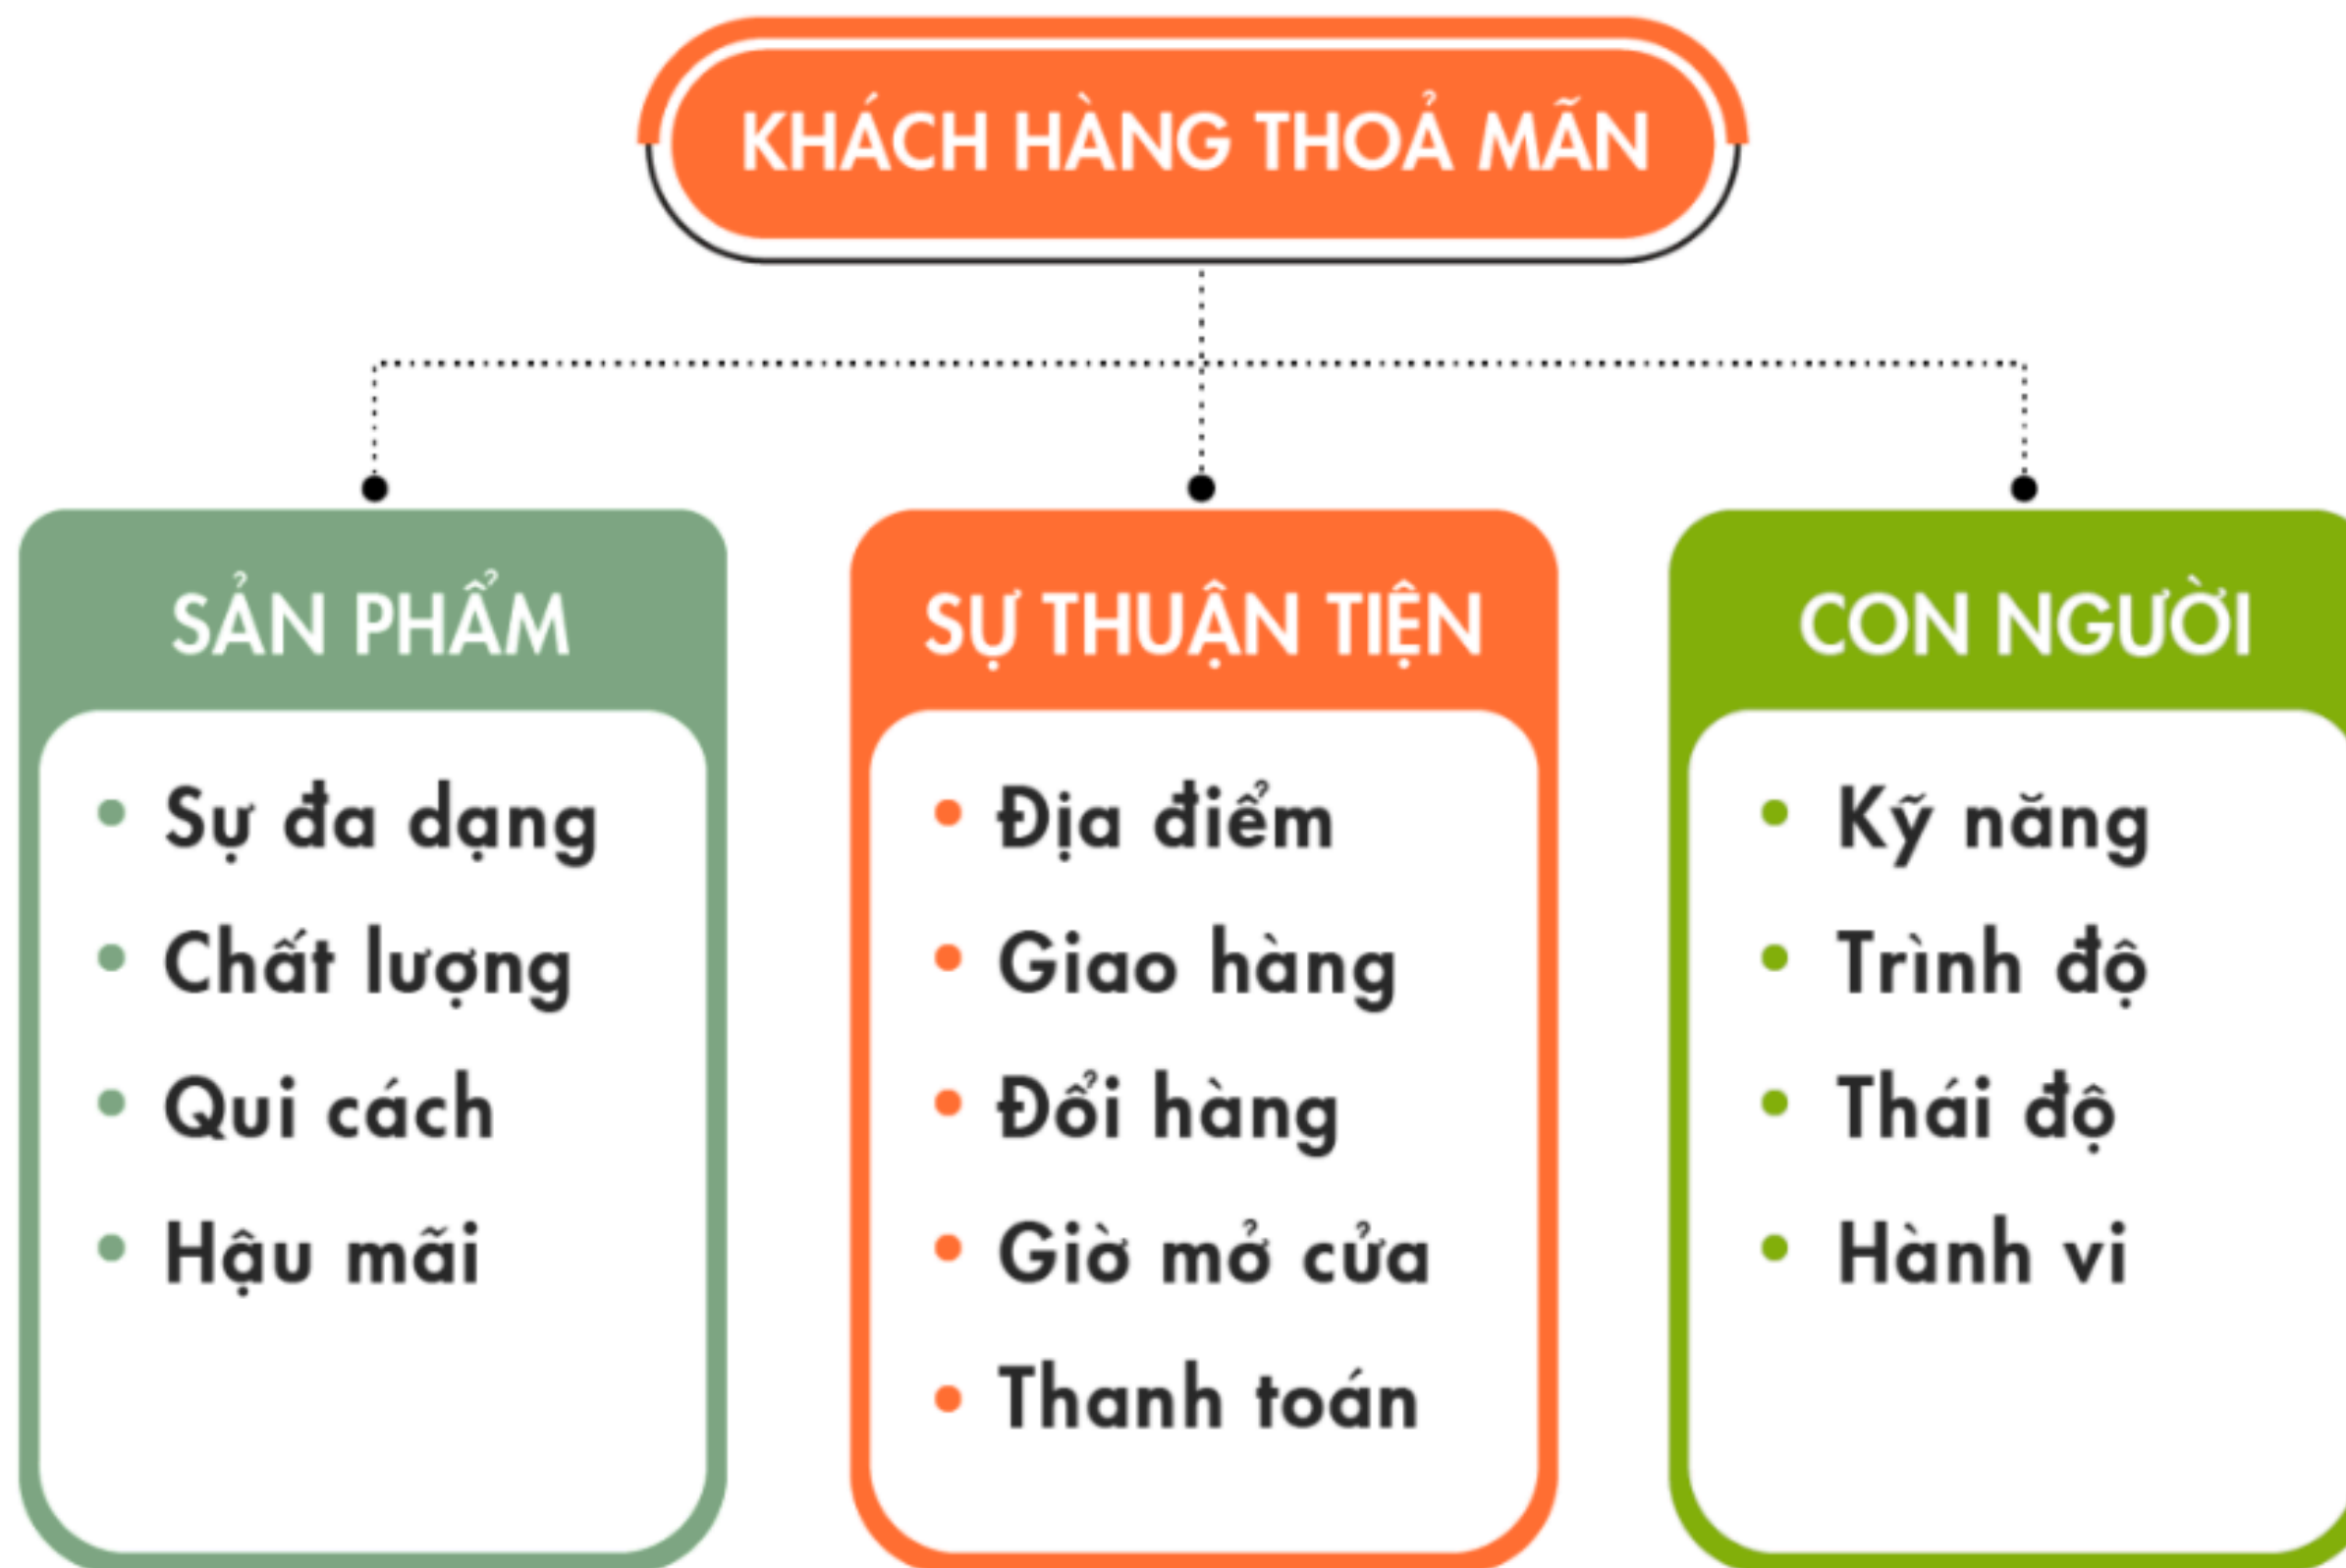 KHÁCH HÀNG THOẢ MÃN
SẢN PHẨM
Sự đa dạng
Chất lượng
Qui cách
Hậu mãi
SỰ THUẬN TIỆN
Địa điểm
Giao hàng
Đổi hàng
Giờ mở cửa
Thanh toán
CON NGƯỜI
Kỹ năng
Trình độ
Thái độ
Hành vi